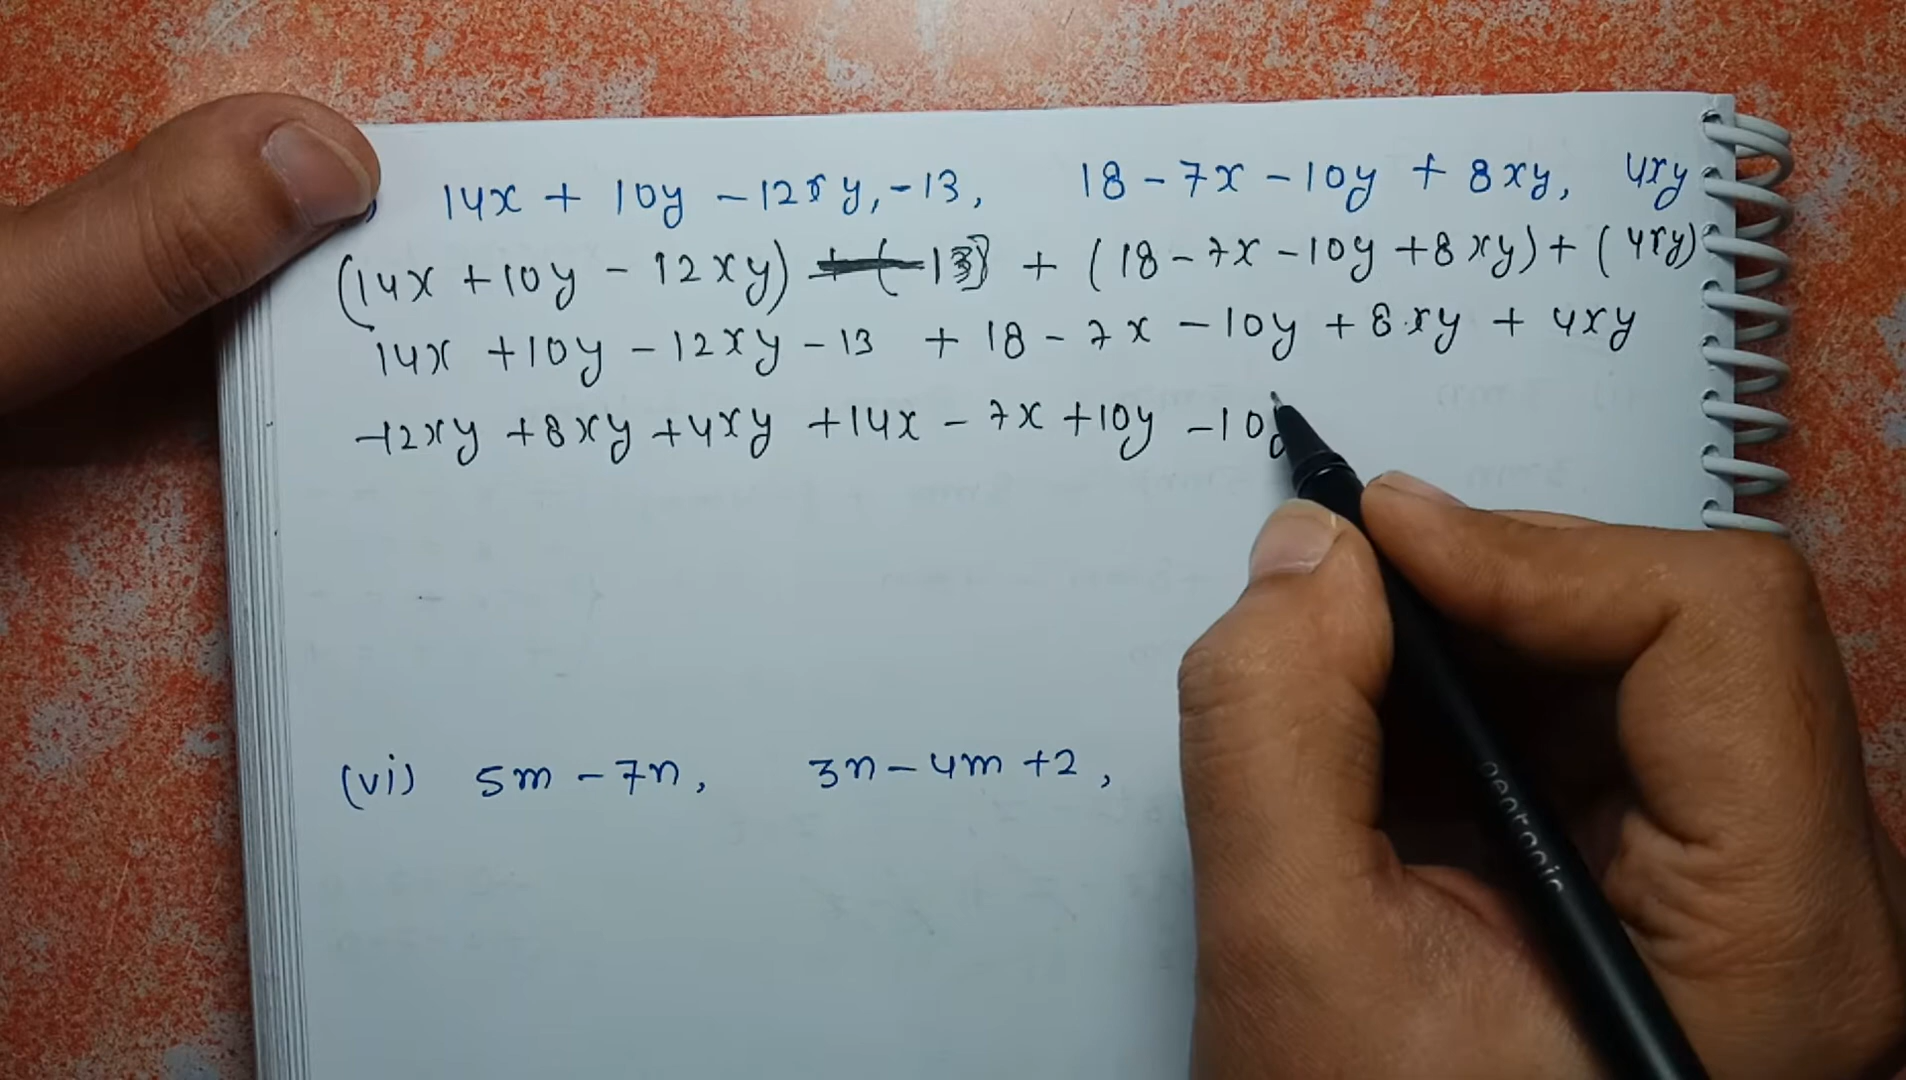 14x + 10y - 12xy, -13, 18 - 7x - 10y + 8xy, 4xy
(14x + 10y - 12xy) -13) + (18 - 7x - 10y + 8xy) + (4xy)
14x + 10y - 12xy - 13 + 18 - 7x - 10y + 8xy + 4xy
-12xy + 8xy + 4xy + 14x - 7x + 10y - 10y
(vi) 5m - 7n, 3n - 4m + 2,
pentonic